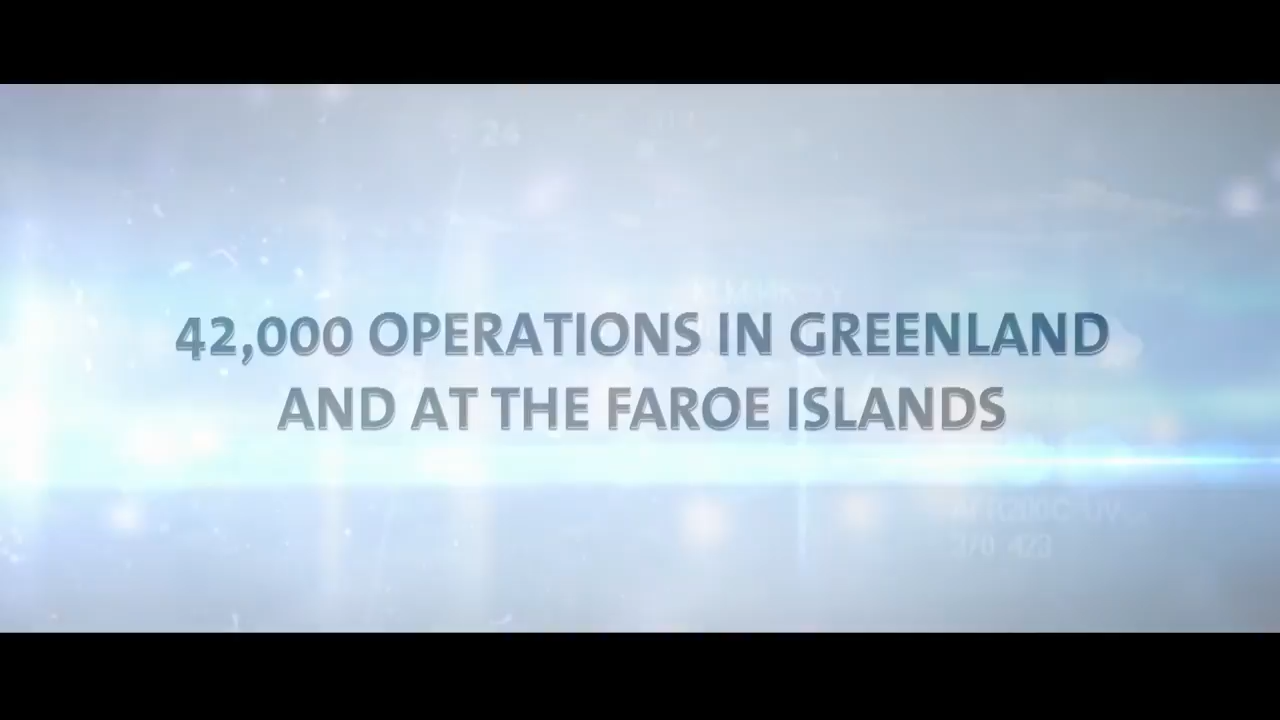 42,000 OPERATIONS IN GREENLAND
AND AT THE FAROE ISLANDS